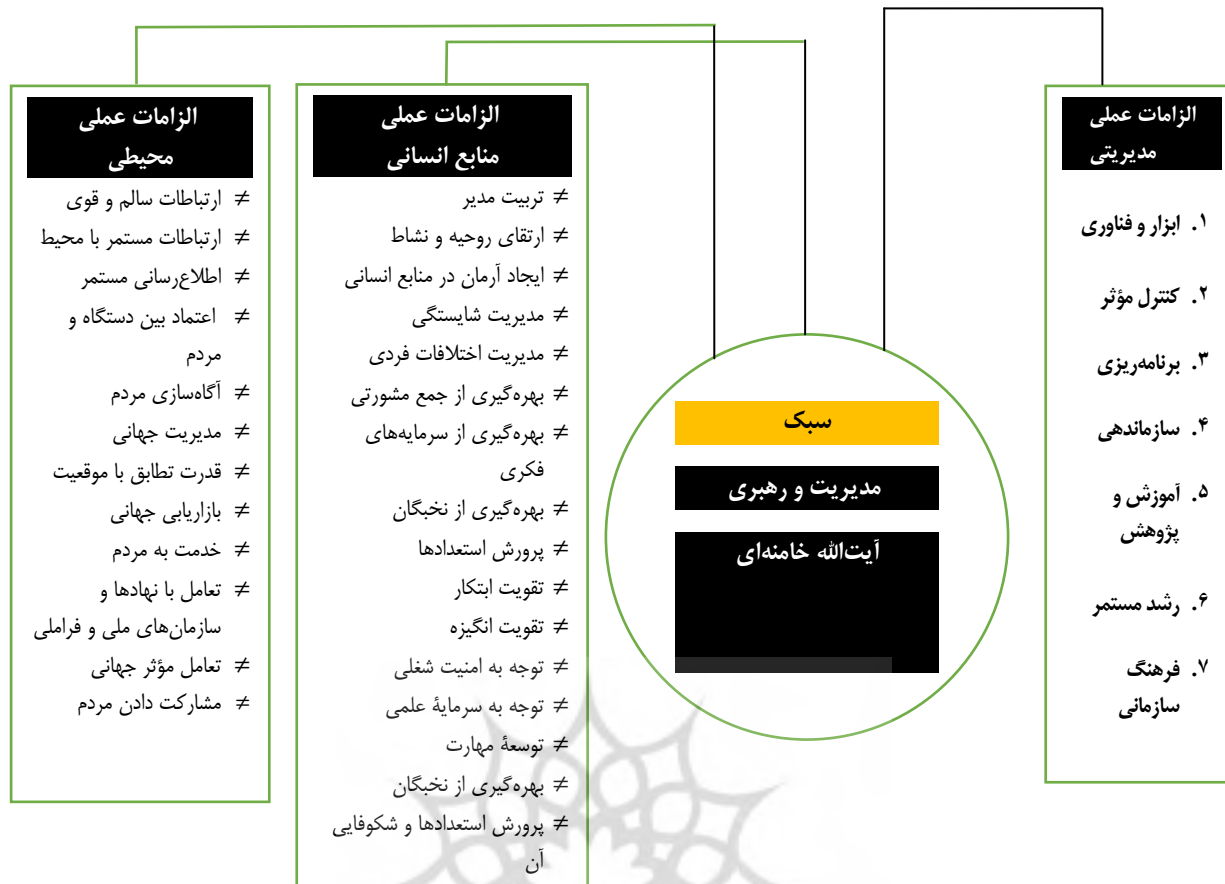 الزامات عملی
مدیریتی
۱. ابزار و فناوری
۲. کنترل مؤثر
۳. برنامه‌ریزی
۴. سازماندهی
۵. آموزش و
پژوهش
۶. رشد مستمر
۷. فرهنگ
سازمانی
سبک
مدیریت و رهبری
آیت‌الله خامنه‌ای
الزامات عملی
منابع انسانی
≠ تربیت مدیر
≠ ارتقای روحیه و نشاط
≠ ایجاد آرمان در منابع انسانی
≠ مدیریت شایستگی
≠ مدیریت اختلافات فردی
≠ بهره‌گیری از جمع مشورتی
≠ بهره‌گیری از سرمایه‌های
فکری
≠ بهره‌گیری از نخبگان
≠ پرورش استعدادها
≠ تقویت ابتکار
≠ تقویت انگیزه
≠ توجه به امنیت شغلی
≠ توجه به سرمایهٔ علمی
≠ توسعهٔ مهارت
≠ بهره‌گیری از نخبگان
≠ پرورش استعدادها و شکوفایی
آن
الزامات عملی
محیطی
≠ ارتباطات سالم و قوی
≠ ارتباطات مستمر با محیط
≠ اطلاع‌رسانی مستمر
≠ اعتماد بین دستگاه و
مردم
≠ آگاه‌سازی مردم
≠ مدیریت جهانی
≠ قدرت تطابق با موقعیت
≠ بازاریابی جهانی
≠ خدمت به مردم
≠ تعامل با نهادها و
سازمان‌های ملی و فراملی
≠ تعامل مؤثر جهانی
≠ مشارکت دادن مردم